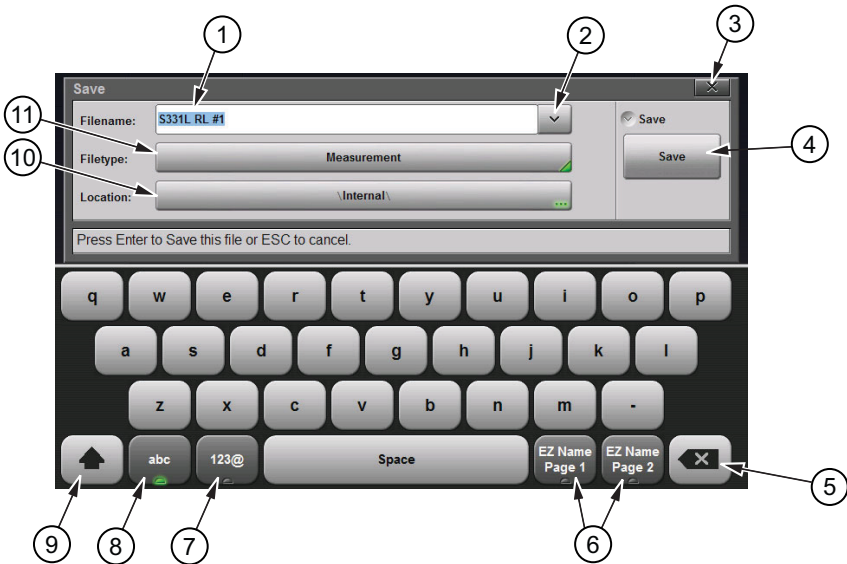 1
2
3
Save
11
Filename:
S331L RL #1
Save
10
Filetype:
Measurement
Save
4
Location:
\Internal\
...
Press Enter to Save this file or ESC to cancel.
q w e r t y u i o p
a s d f g h j k l
z x c v b n m -
abc
123@
Space
EZ Name
Page 1
EZ Name
Page 2
5
9
8
7
6